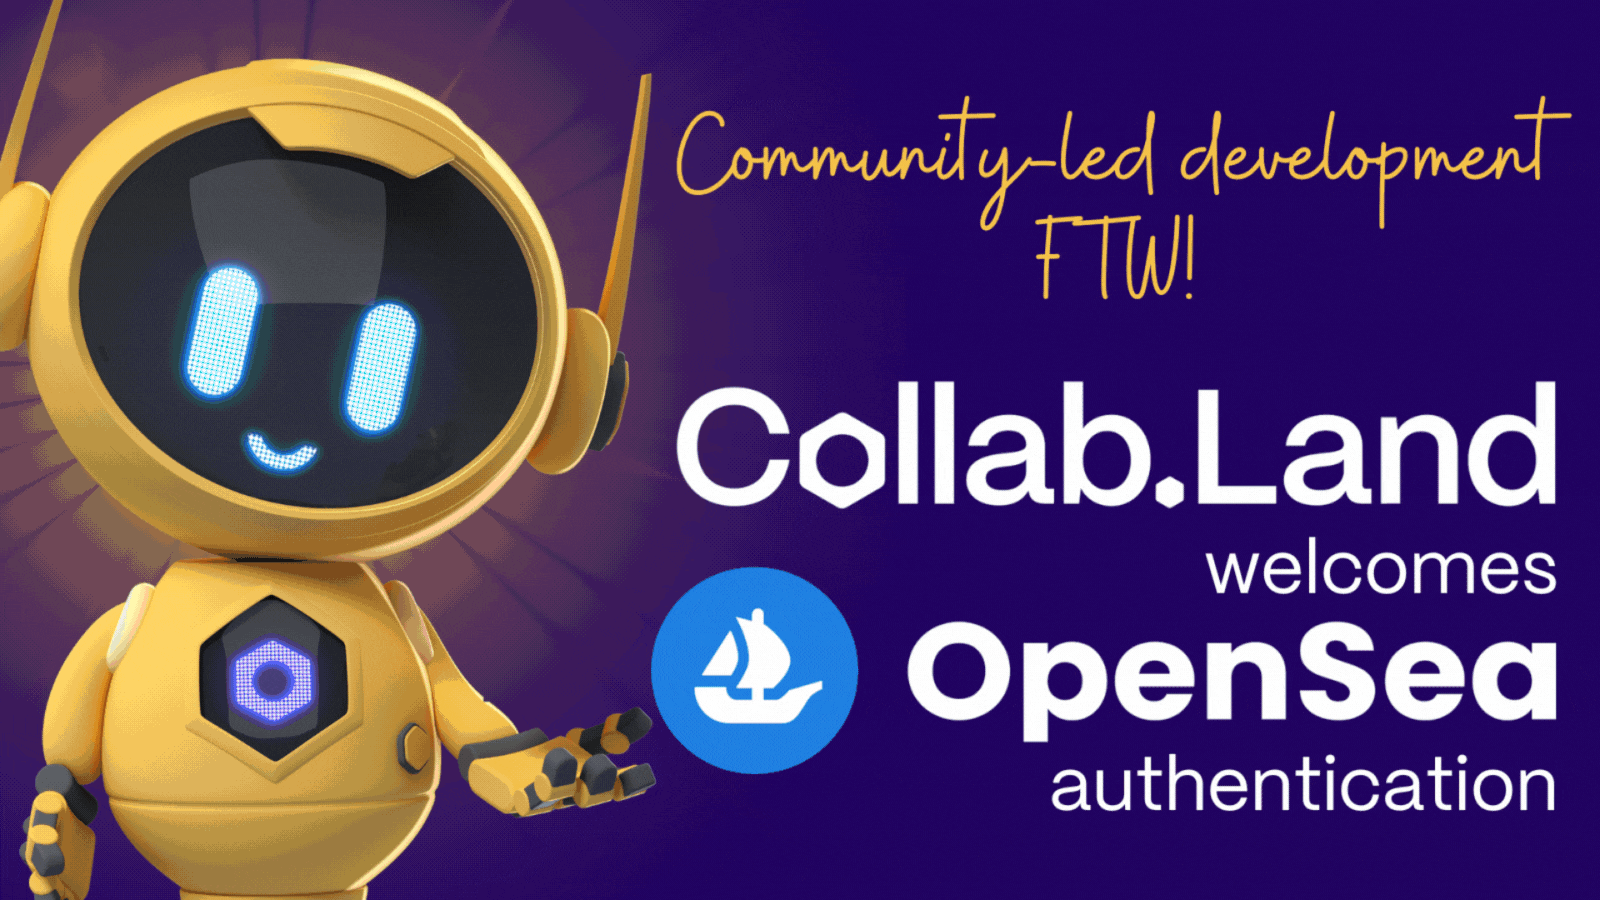 Community-led development
FTW!
Collab.Land
welcomes
OpenSea
authentication